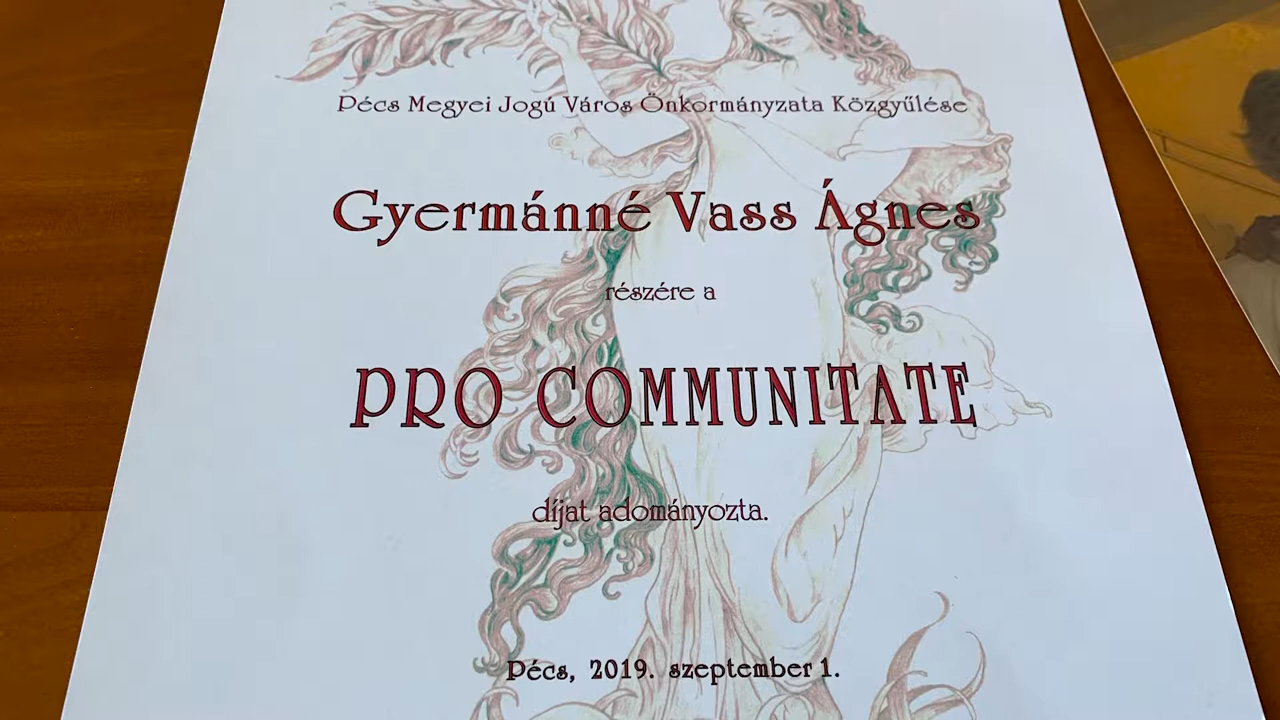 Pécs Megyei Jogú Város Önkormányzata Közgyűlése
Gyermánné Vass Ágnes
részére a
PRO COMMUNITATE
díjat adományozta.
Pécs, 2019. szeptember 1.